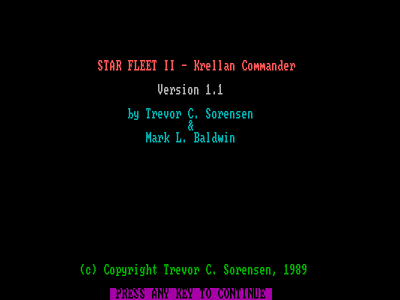 STAR FLEET II - Krellan Commander
Version 1.1
by Trevor C. Sorensen
&
Mark L. Baldwin
(c) Copyright Trevor C. Sorensen, 1989
PRESS ANY KEY TO CONTINUE